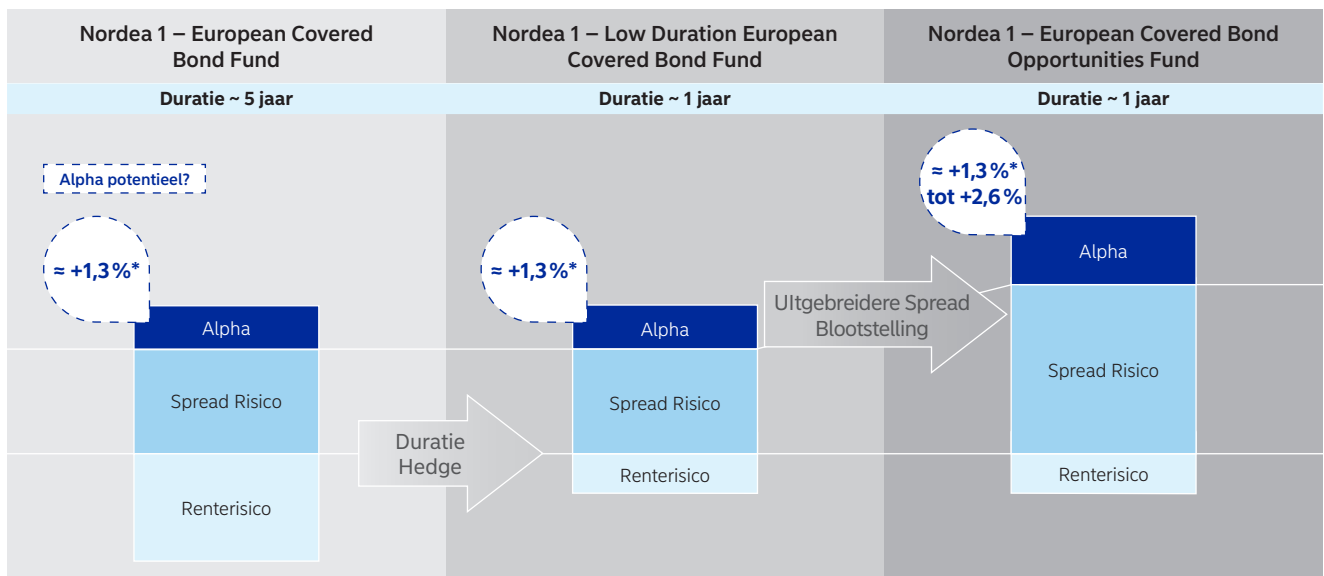 Nordea 1 – European Covered
Bond Fund
Duratie ~ 5 jaar
Alpha potentieel?
≈ +1,3 %*
Alpha
Spread Risico
Renterisico
Duratie
Hedge
Nordea 1 – Low Duration European
Covered Bond Fund
Duratie ~ 1 jaar
≈ +1,3 %*
Alpha
Spread Risico
Renterisico
UItgebreidere Spread
Blootstelling
Nordea 1 – European Covered Bond
Opportunities Fund
Duratie ~ 1 jaar
≈ +1,3 %*
tot +2,6 %
Alpha
Spread Risico
Renterisico